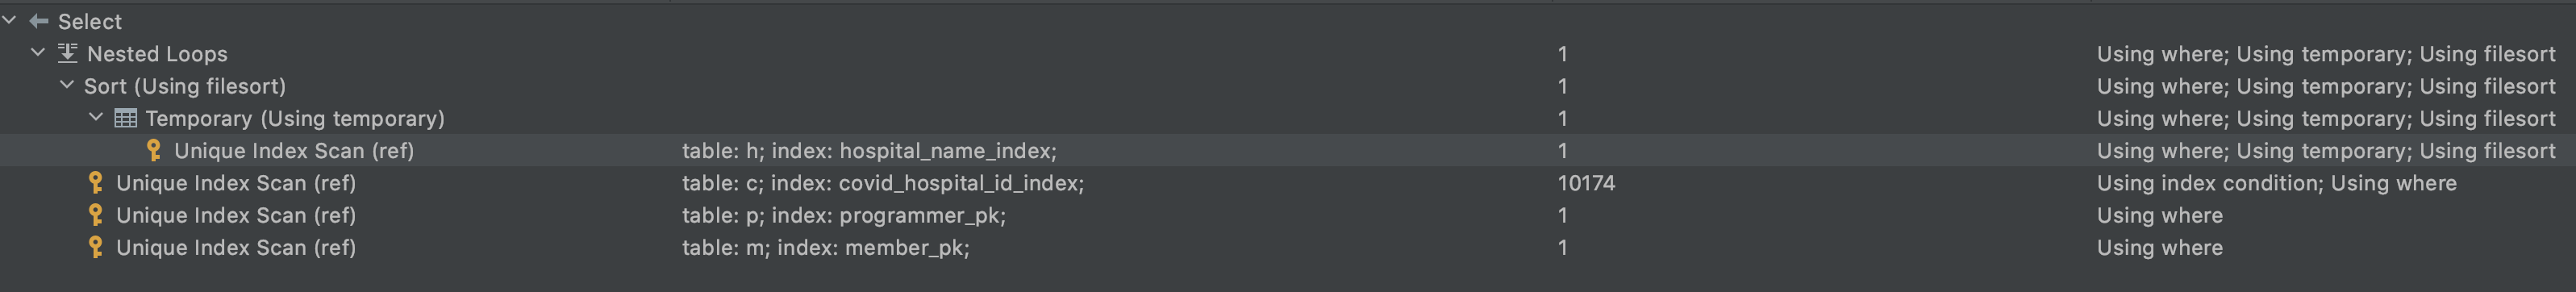 Select
Nested Loops 1 Using where; Using temporary; Using filesort
Sort (Using filesort) 1 Using where; Using temporary; Using filesort
Temporary (Using temporary) 1 Using where; Using temporary; Using filesort
Unique Index Scan (ref) table: h; index: hospital_name_index; 1 Using where; Using temporary; Using filesort
Unique Index Scan (ref) table: c; index: covid_hospital_id_index; 10174 Using index condition; Using where
Unique Index Scan (ref) table: p; index: programmer_pk; 1 Using where
Unique Index Scan (ref) table: m; index: member_pk; 1 Using where